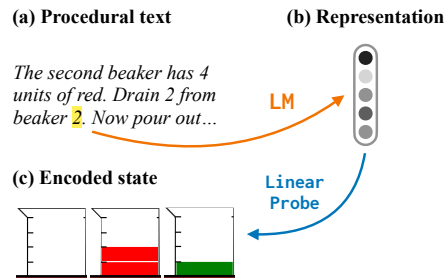 (a) Procedural text
(b) Representation
The second beaker has 4
units of red. Drain 2 from
beaker 2. Now pour out…
LM
(c) Encoded state
Linear
Probe